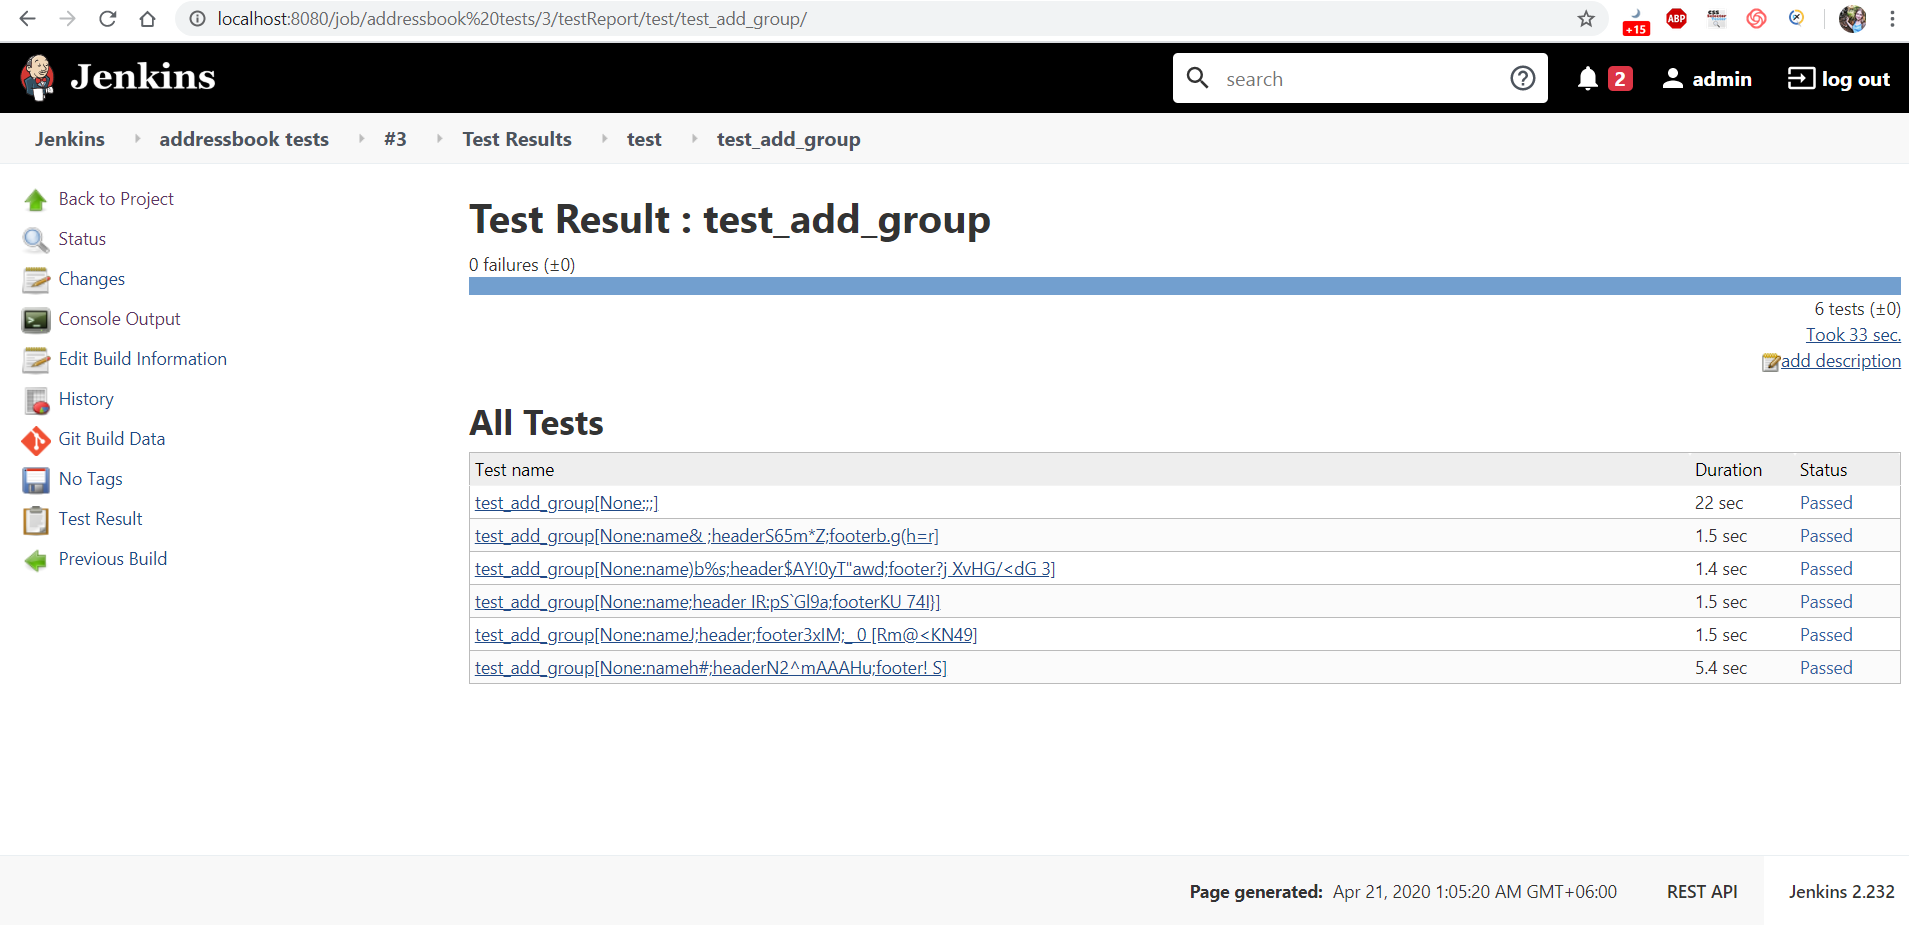 localhost:8080/job/addressbook%20tests/3/testReport/test/test_add_group/
+15
ABP
css
Jenkins
search
2
admin
log out
Jenkins addressbook tests #3 Test Results test test_add_group
Back to Project
Status
Changes
Console Output
Edit Build Information
History
Git Build Data
No Tags
Test Result
Previous Build
Test Result : test_add_group
0 failures (±0)
6 tests (±0)
Took 33 sec.
add description
All Tests
Test name Duration Status
test_add_group[None:;;] 22 sec Passed
test_add_group[None:name& ;headerS65m*Z;footerb.g(h=r] 1.5 sec Passed
test_add_group[None:name)b%s;header$AY!0yT"awd;footer?j XvHG/<dG 3] 1.4 sec Passed
test_add_group[None:name;header IR:pS`Gl9a;footerKU 74I}] 1.5 sec Passed
test_add_group[None:nameJ;header;footer3xIM;_ 0 [Rm@<KN49] 1.5 sec Passed
test_add_group[None:nameh#;headerN2^mAAAHu;footer! S] 5.4 sec Passed
Page generated: Apr 21, 2020 1:05:20 AM GMT+06:00 REST API Jenkins 2.232